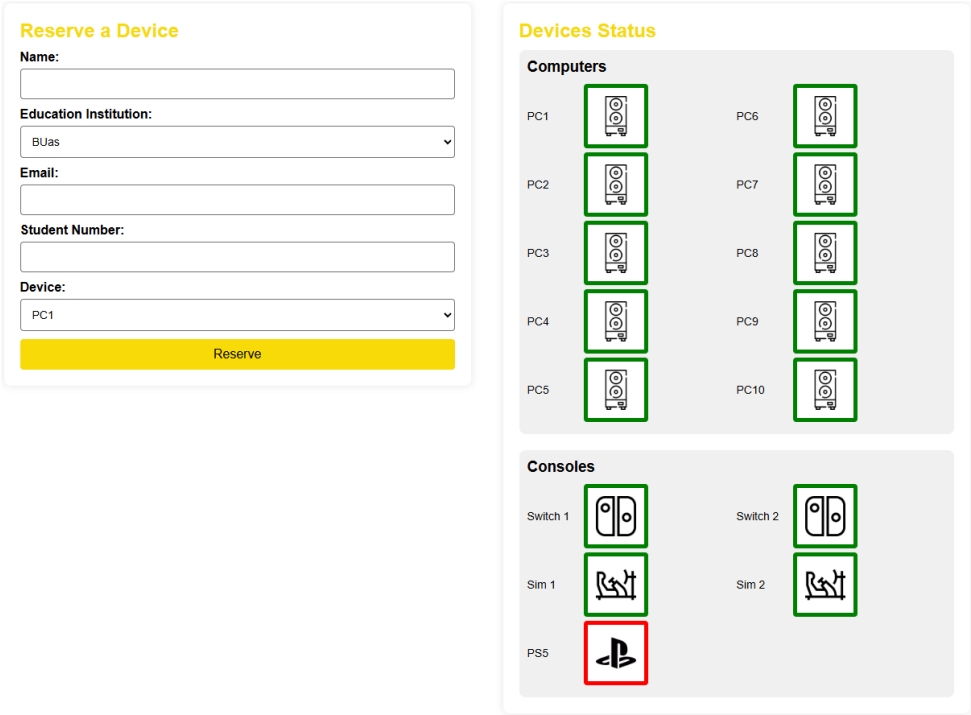 Reserve a Device
Name:
Education Institution:
BUas
Email:
Student Number:
Device:
PC1
Reserve
Devices Status
Computers
PC1
PC6
PC2
PC7
PC3
PC8
PC4
PC9
PC5
PC10
Consoles
Switch 1
Switch 2
Sim 1
Sim 2
PS5